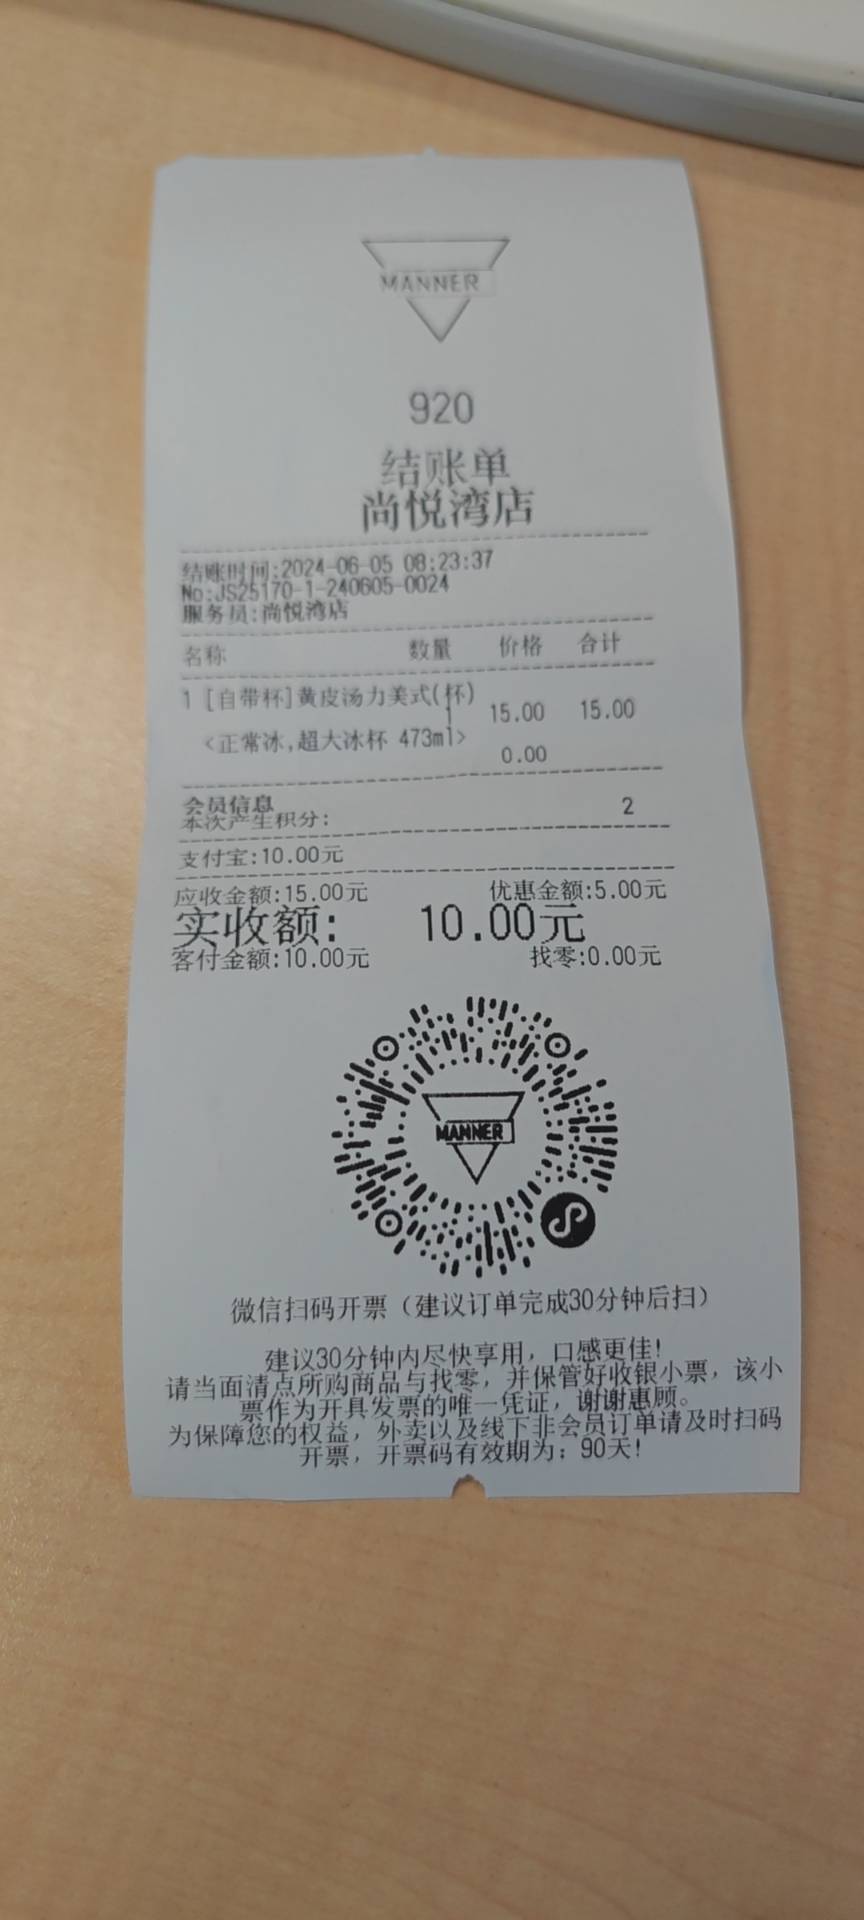 MANNER
920
结账单
尚悦湾店
结账时间:2024-06-05 08:23:37
No:JS25170-1-240605-0024
服务员:尚悦湾店
名称 数量 价格 合计
1 [自带杯]黄皮汤力美式(杯)
1 15.00 15.00
<正常冰,超大冰杯 473ml>
0.00
会员信息
本次产生积分: 2
支付宝:10.00元
应收金额:15.00元 优惠金额:5.00元
实收额: 10.00元
客付金额:10.00元 找零:0.00元
MANNER
微信扫码开票（建议订单完成30分钟后扫）
建议30分钟内尽快享用，口感更佳!
请当面清点所购商品与找零，并保管好收银小票，该小
票作为开具发票的唯一凭证，谢谢惠顾。
为保障您的权益，外卖以及线下非会员订单请及时扫码
开票，开票码有效期为：90天!